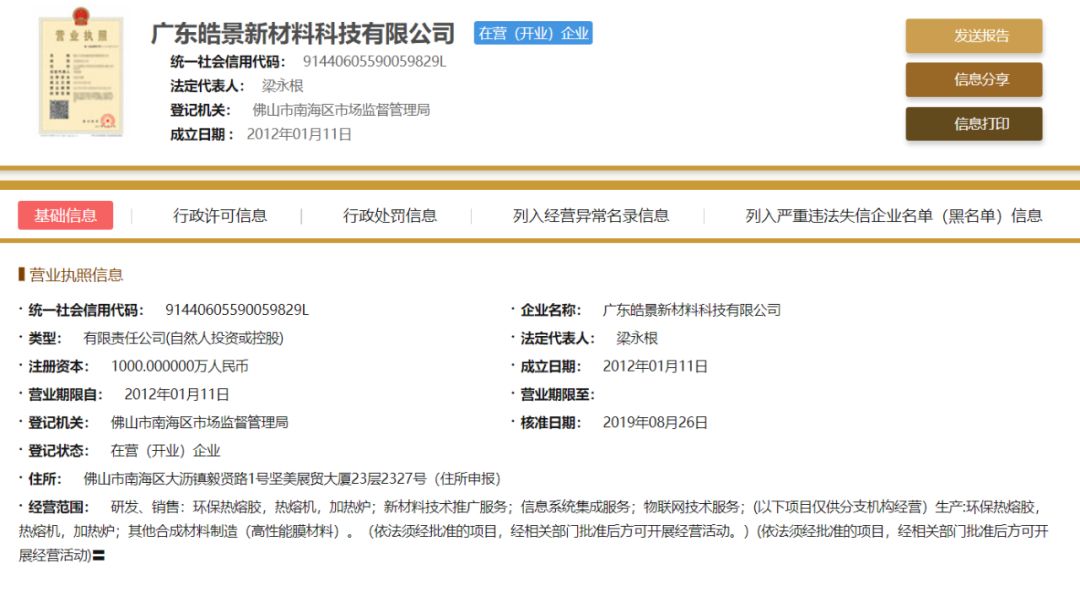 营业执照
广东皓景新材料科技有限公司 在营（开业）企业
统一社会信用代码： 91440605590059829L
法定代表人： 梁永根
登记机关： 佛山市南海区市场监督管理局
成立日期： 2012年01月11日
发送报告
信息分享
信息打印
基础信息 | 行政许可信息 | 行政处罚信息 | 列入经营异常名录信息 | 列入严重违法失信企业名单（黑名单）信息
营业执照信息
· 统一社会信用代码： 91440605590059829L · 企业名称： 广东皓景新材料科技有限公司
· 类型： 有限责任公司(自然人投资或控股) · 法定代表人： 梁永根
· 注册资本： 1000.000000万人民币 · 成立日期： 2012年01月11日
· 营业期限自： 2012年01月11日 · 营业期限至：
· 登记机关： 佛山市南海区市场监督管理局 · 核准日期： 2019年08月26日
· 登记状态： 在营（开业）企业
· 住所： 佛山市南海区大沥镇毅贤路1号坚美展贸大厦23层2327号（住所申报）
· 经营范围： 研发、销售：环保热熔胶，热熔机，加热炉；新材料技术推广服务；信息系统集成服务；物联网技术服务；(以下项目仅供分支机构经营）生产:环保热熔胶，
热熔机，加热炉；其他合成材料制造（高性能膜材料）。（依法须经批准的项目，经相关部门批准后方可开展经营活动。）(依法须经批准的项目，经相关部门批准后方可开
展经营活动)〓